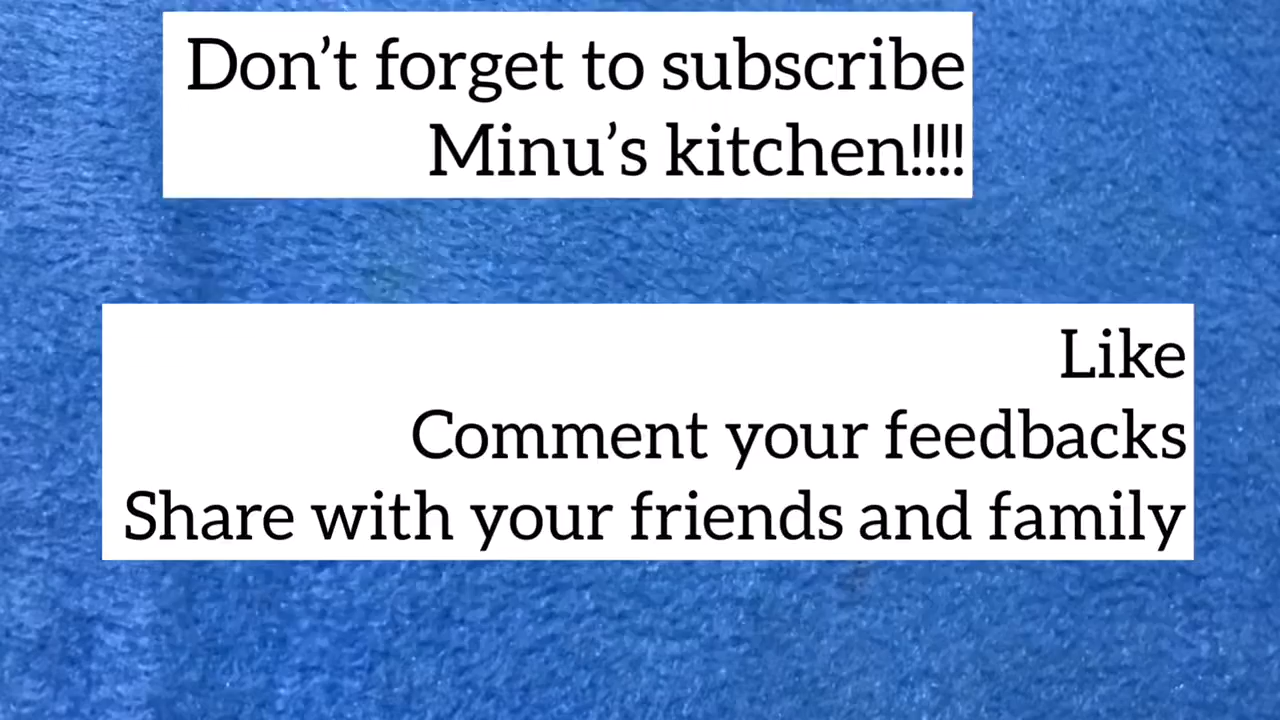 Don’t forget to subscribe
Minu’s kitchen!!!!
Like
Comment your feedbacks
Share with your friends and family